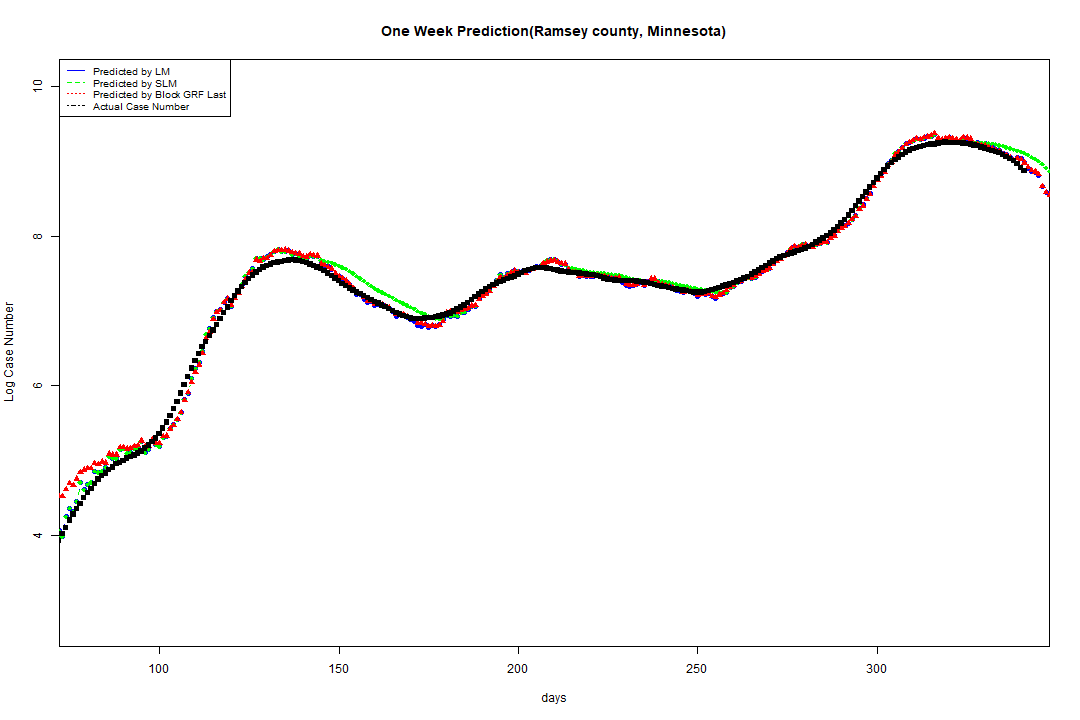 One Week Prediction(Ramsey county, Minnesota)
Predicted by LM
Predicted by SLM
Predicted by Block GRF Last
Actual Case Number
10
8
6
4
Log Case Number
100 150 200 250 300
days